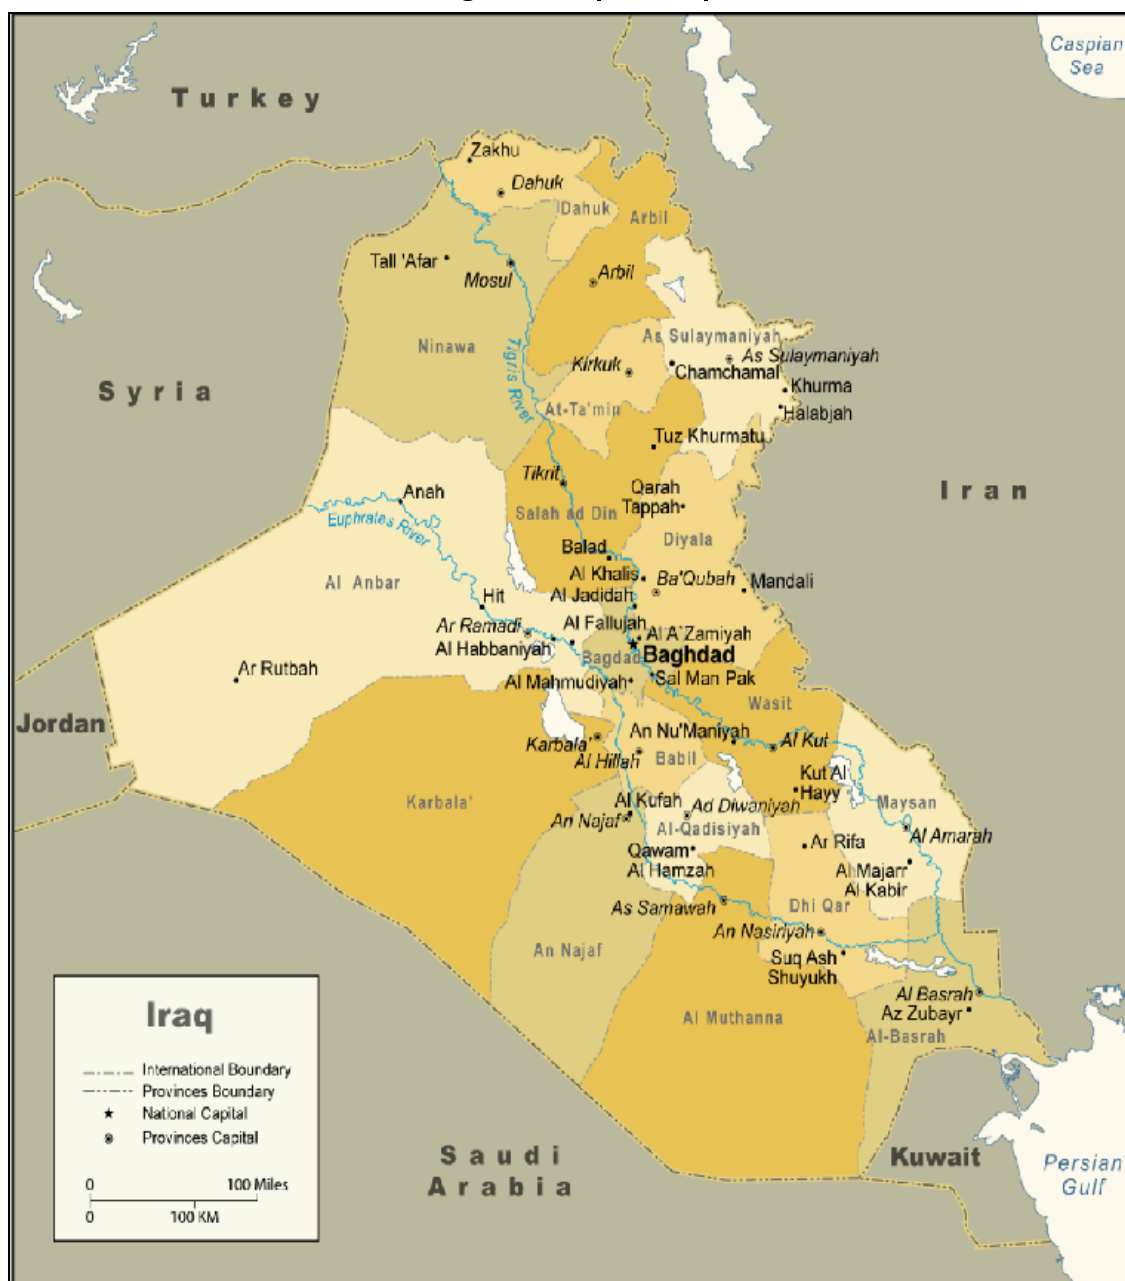 Caspian
Sea
Turkey
Zakhu
Dahuk
Dahuk
Arbil
Tall 'Afar
Mosul
Arbil
Ninawa
Tigris River
As Sulaymaniyah
As Sulaymaniyah
Kirkuk
Chamchamal
Khurma
Halabjah
Syria
At-Ta'min
Tuz Khurmatu
Iran
Tikrit
Qarah
Tappah
Anah
Euphrates River
Salah ad Din
Diyala
Balad
Al Khalis
Ba'Qubah
Mandali
Al Anbar
Hit
Al Jadidah
Ar Ramadi
Al Fallujah
Al A'Zamiyah
Al Habbaniyah
Bagdad
Baghdad
Ar Rutbah
Al Mahmudiyah
Sal Man Pak
Wasit
Jordan
Karbala'
An Nu'Maniyah
Al Kut
Al Hillah
Babil
Kut Al
Hayy
Karbala'
Al Kufah
Ad Diwaniyah
Maysan
An Najaf
Al-Qadisiyah
Al Amarah
Qawam
Al Hamzah
Ar Rifa
Al Majarr
Al-Kabir
As Samawah
Dhi Qar
An Nasiriyah
An Najaf
Suq Ash
Shuyukh
Al Basrah
Az Zubayr
Al Muthanna
Al-Basrah
Iraq
International Boundary
Provinces Boundary
National Capital
Provinces Capital
0 100 Miles
0 100 KM
Saudi
Arabia
Kuwait
Persian
Gulf